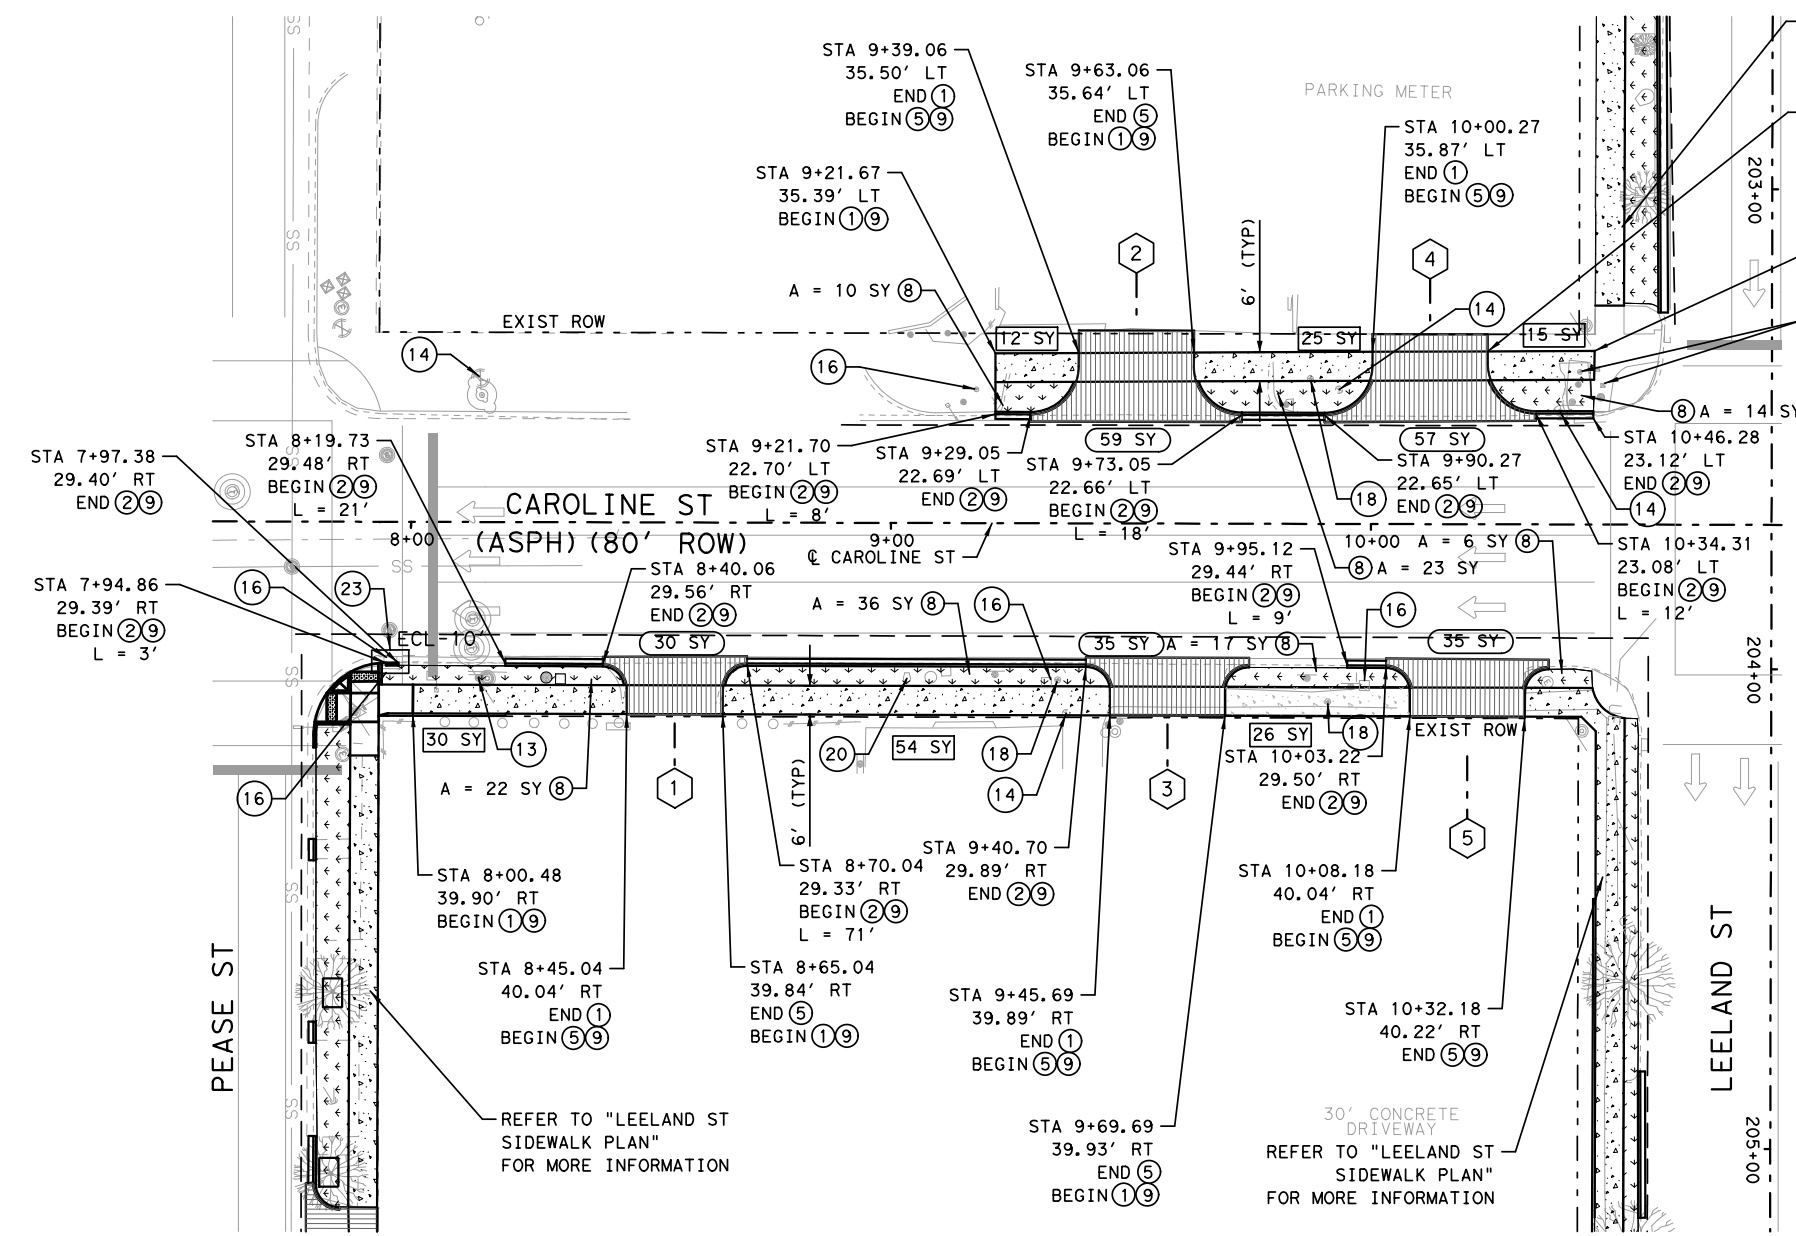 STA 9+39.06
35.50' LT
END 1
BEGIN 5 9
STA 9+63.06
35.64' LT
END 5
BEGIN 1 9
PARKING METER
STA 10+00.27
35.87' LT
END 1
BEGIN 5 9
STA 9+21.67
35.39' LT
BEGIN 1 9
203+00
SS
SS
2
4
6' (TYP)
A = 10 SY 8
14
EXIST ROW
12 SY
25 SY
15 SY
14
16
8 A = 14 SY
STA 8+19.73
29.48' RT
BEGIN 2 9
L = 21'
STA 7+97.38
29.40' RT
END 2 9
SS
STA 9+21.70
22.70' LT
BEGIN 2 9
L = 8'
STA 9+29.05
22.69' LT
END 2 9
59 SY
STA 9+73.05
22.66' LT
BEGIN 2 9
L = 18'
57 SY
STA 9+90.27
22.65' LT
END 2 9
18
STA 10+46.28
23.12' LT
END 2 9
14
CAROLINE ST
(ASPH) (80' ROW)
8+00
9+00
10+00
℄ CAROLINE ST
SS
A = 6 SY 8
8 A = 23 SY
STA 10+34.31
23.08' LT
BEGIN 2 9
L = 12'
STA 7+94.86
29.39' RT
BEGIN 2 9
L = 3'
16
23
ECL-10'
STA 8+40.06
29.56' RT
END 2 9
30 SY
A = 36 SY 8
16
STA 9+95.12
29.44' RT
BEGIN 2 9
L = 9'
16
35 SY
A = 17 SY 8
35 SY
204+00
SS
30 SY
13
16
A = 22 SY 8
1
20
54 SY
18
14
3
26 SY
18
EXIST ROW
STA 10+03.22
29.50' RT
END 2 9
5
6' (TYP)
STA 8+00.48
39.90' RT
BEGIN 1 9
STA 8+70.04
29.33' RT
BEGIN 2 9
L = 71'
STA 9+40.70
29.89' RT
END 2 9
STA 10+08.18
40.04' RT
END 1
BEGIN 5 9
SS
STA 8+45.04
40.04' RT
END 1
BEGIN 5 9
STA 8+65.04
39.84' RT
END 5
BEGIN 1 9
STA 9+45.69
39.89' RT
END 1
BEGIN 5 9
STA 10+32.18
40.22' RT
END 5 9
PEASE ST
LEELAND ST
SS
REFER TO "LEELAND ST
SIDEWALK PLAN"
FOR MORE INFORMATION
STA 9+69.69
39.93' RT
END 5
BEGIN 1 9
30' CONCRETE
DRIVEWAY
REFER TO "LEELAND ST
SIDEWALK PLAN"
FOR MORE INFORMATION
205+00